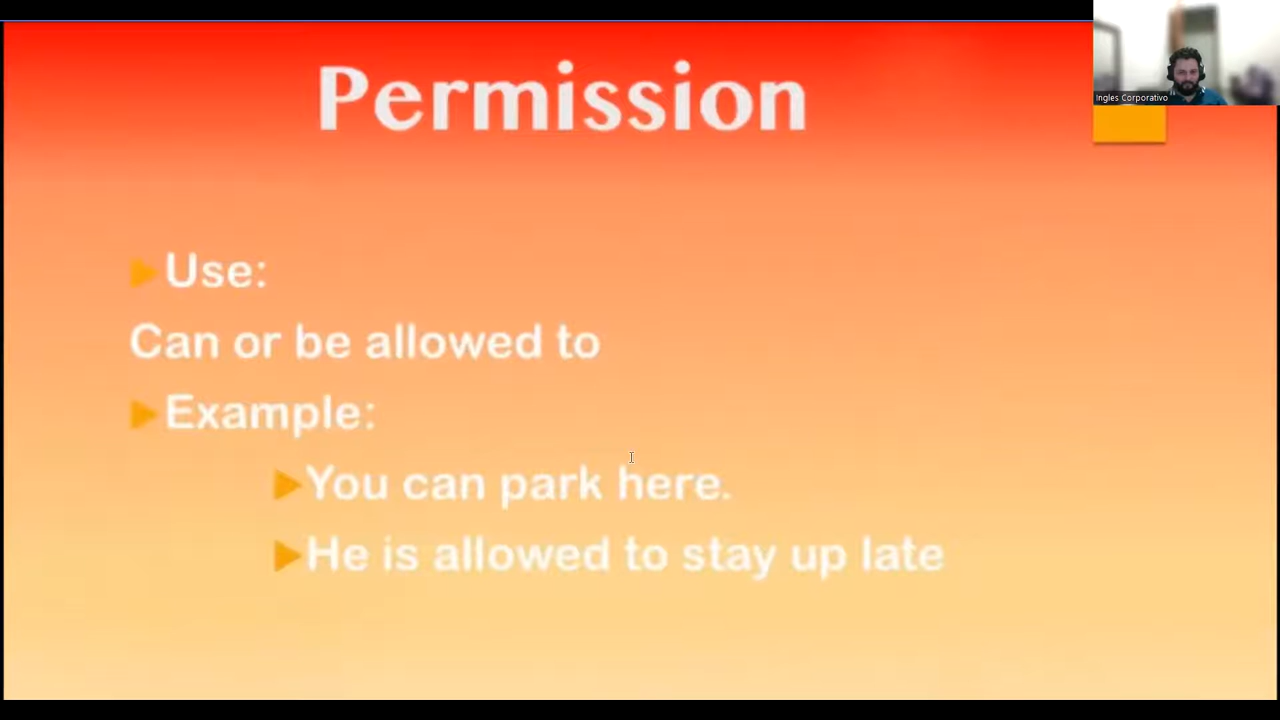 Permission
Ingles Corporativo
Use:
Can or be allowed to
Example:
You can park here.
He is allowed to stay up late